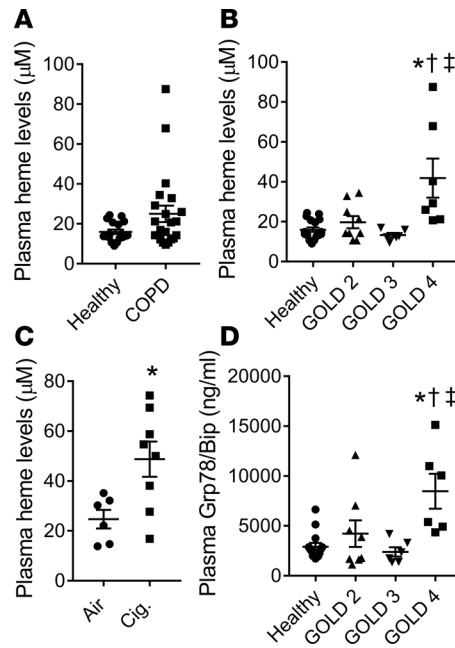 A
Plasma heme levels (μM)
100
80
60
40
20
0
Healthy
COPD
B
Plasma heme levels (μM)
100
80
60
40
20
0
*† ‡
Healthy
GOLD 2
GOLD 3
GOLD 4
C
Plasma heme levels (μM)
80
60
40
20
0
*
Air
Cig.
D
Plasma Grp78/Bip (ng/ml)
20000
15000
10000
5000
0
*† ‡
Healthy
GOLD 2
GOLD 3
GOLD 4